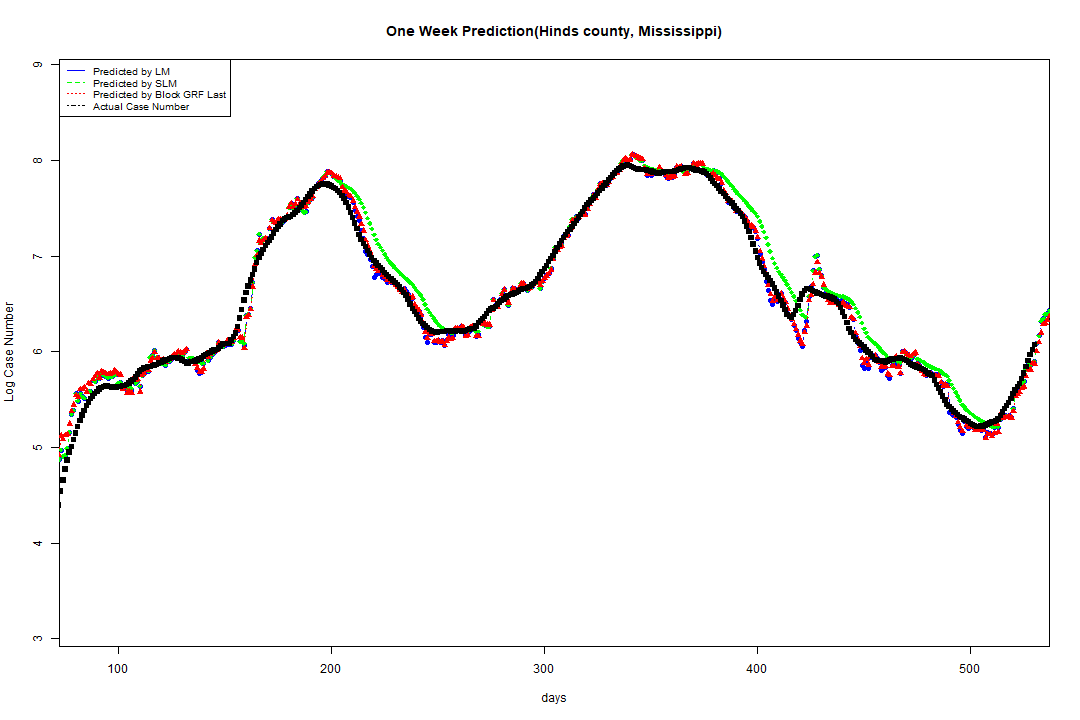 One Week Prediction(Hinds county, Mississippi)
Predicted by LM
Predicted by SLM
Predicted by Block GRF Last
Actual Case Number
9
8
7
6
5
4
3
Log Case Number
100 200 300 400 500
days